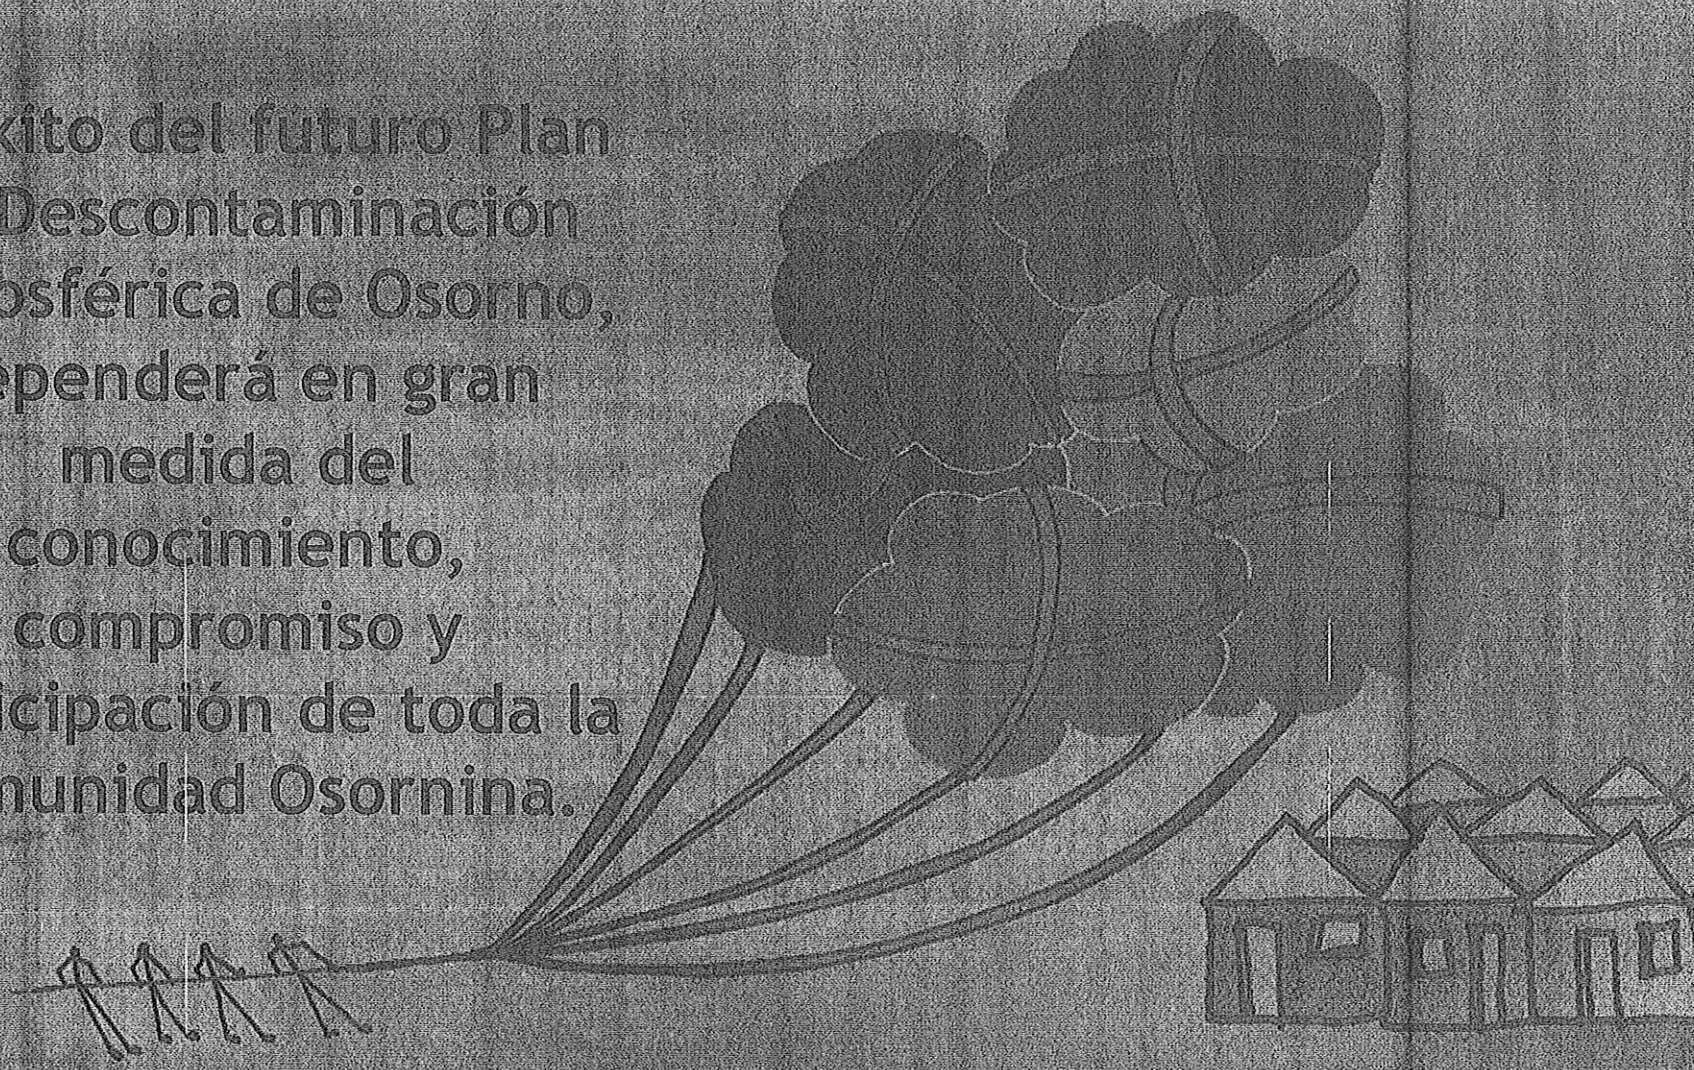 xito del futuro Plan
Descontaminación
osférica de Osorno,
ependerá en gran
medida del
conocimiento,
compromiso y
icipación de toda la
munidad Osornina.